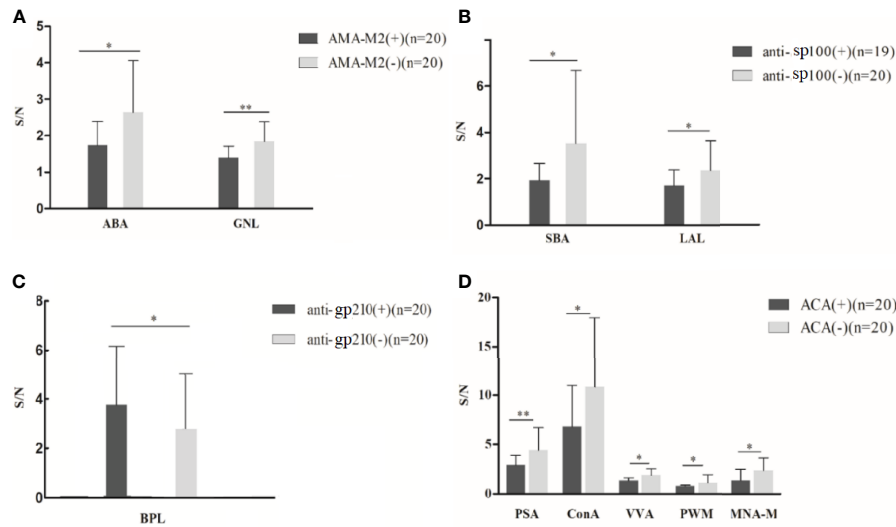 A
5
4
3
2
1
0
S/N
*
**
ABA
GNL
AMA-M2(+)(n=20)
AMA-M2(-)(n=20)
B
6
4
2
0
S/N
*
*
SBA
LAL
anti-sp100(+)(n=19)
anti-sp100(-)(n=20)
C
8
6
4
2
0
S/N
*
BPL
anti-gp210(+)(n=20)
anti-gp210(-)(n=20)
D
20
15
10
5
0
S/N
**
*
*
*
*
PSA
ConA
VVA
PWM
MNA-M
ACA(+)(n=20)
ACA(-)(n=20)